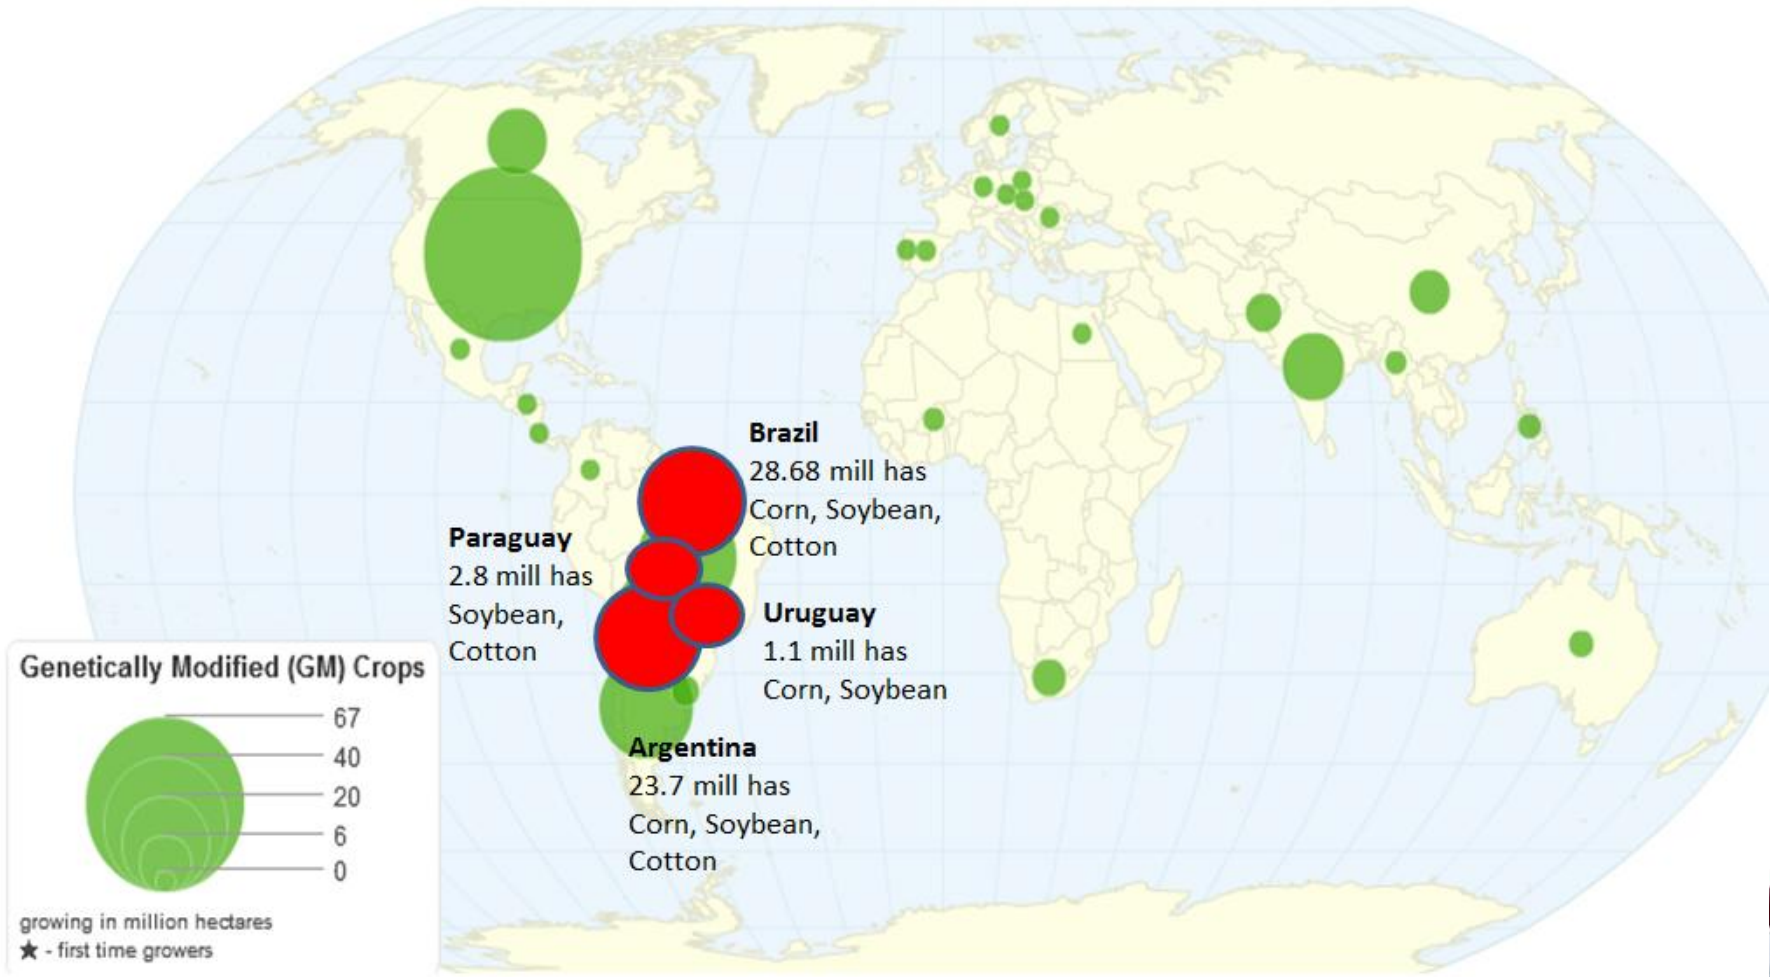 Brazil
28.68 mill has
Corn, Soybean,
Cotton
Paraguay
2.8 mill has
Soybean,
Cotton
Uruguay
1.1 mill has
Corn, Soybean
Argentina
23.7 mill has
Corn, Soybean,
Cotton
Genetically Modified (GM) Crops
67
40
20
6
0
growing in million hectares
★ - first time growers